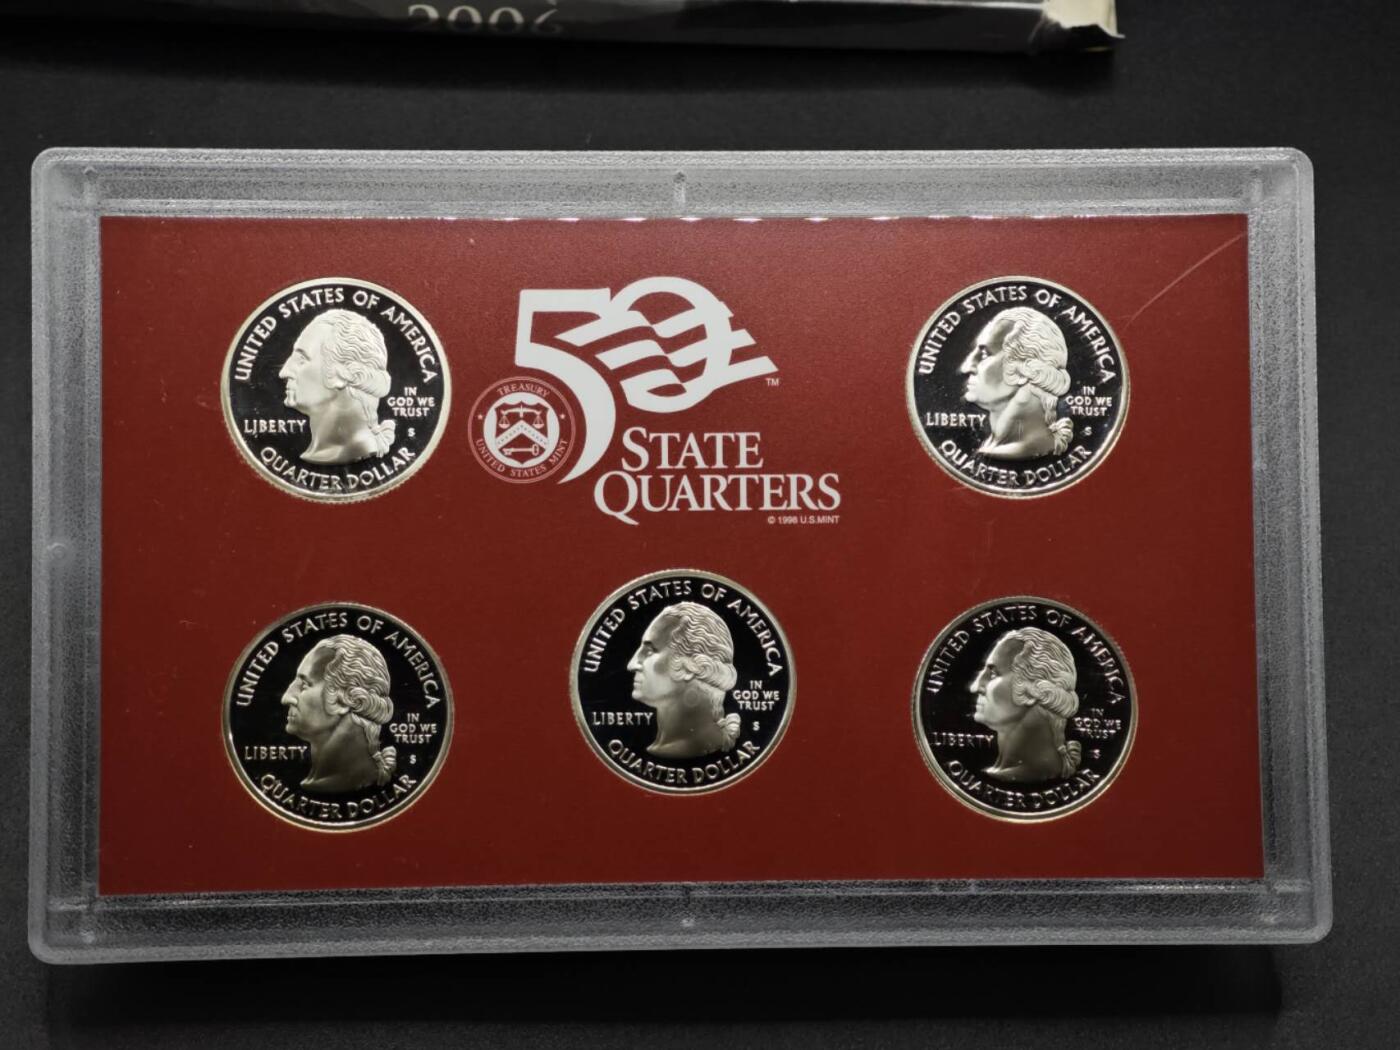 2006
UNITED STATES OF AMERICA
IN
GOD WE
TRUST
LIBERTY
S
QUARTER DOLLAR
50
TM
TREASURY
UNITED STATES MINT
STATE
QUARTERS
© 1998 U.S.MINT
UNITED STATES OF AMERICA
IN
GOD WE
TRUST
LIBERTY
S
QUARTER DOLLAR
UNITED STATES OF AMERICA
IN
GOD WE
TRUST
LIBERTY
S
QUARTER DOLLAR
UNITED STATES OF AMERICA
IN
GOD WE
TRUST
LIBERTY
S
QUARTER DOLLAR
UNITED STATES OF AMERICA
IN
GOD WE
TRUST
LIBERTY
S
QUARTER DOLLAR